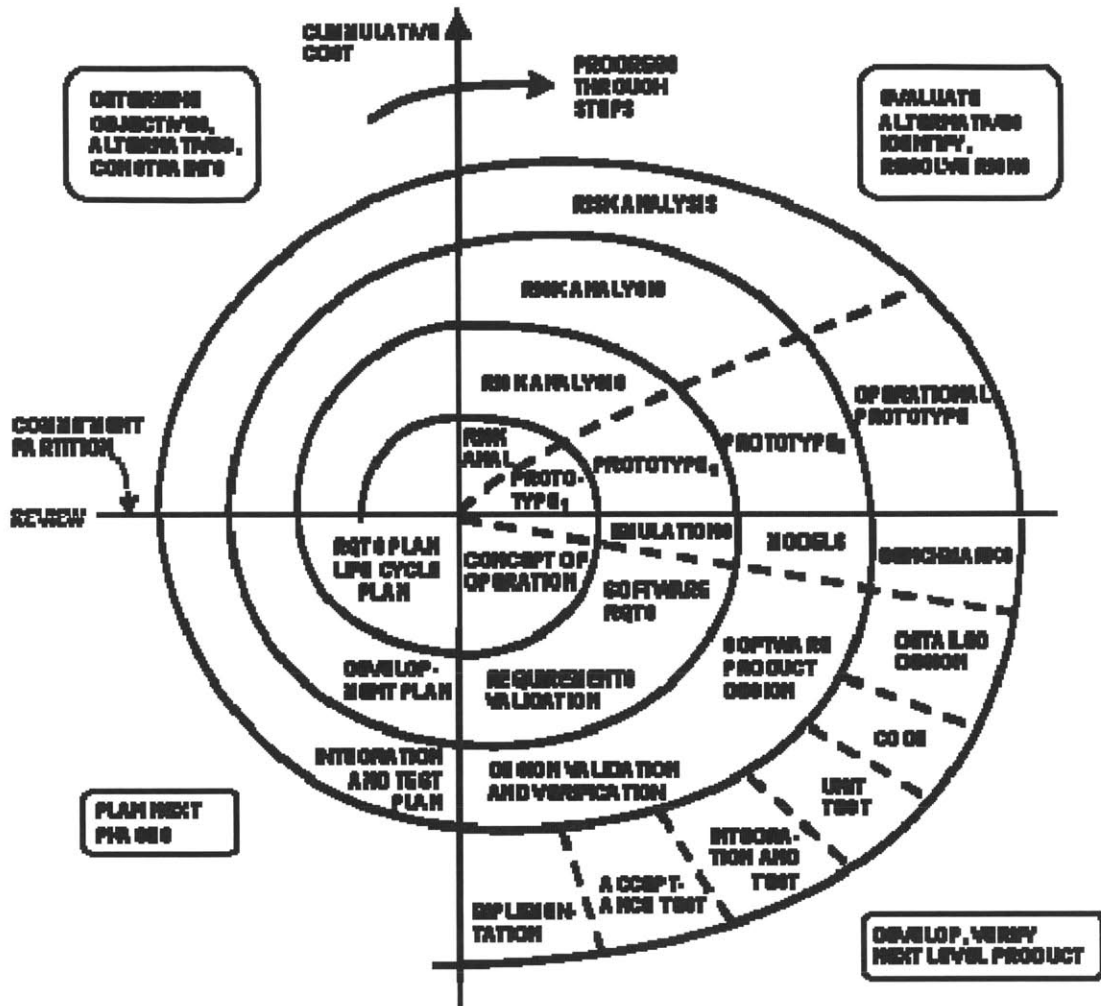 CUMMULATIVE
COST
PROGRESS
THROUGH
STEPS
DETERMINE
OBJECTIVES,
ALTERNATIVES,
CONSTRAINTS
EVALUATE
ALTERNATIVES
IDENTIFY,
RESOLVE RISKS
RISK ANALYSIS
RISK ANALYSIS
RISK ANALYSIS
RISK
ANAL.
OPERATIONAL
PROTOTYPE
COMMITMENT
PARTITION
PROTOTYPE
PROTOTYPE
PROTO-
TYPE1
REVIEW
MODELS
BENCHMARKS
RQTS PLAN
LIFE CYCLE
PLAN
CONCEPT OF
OPERATION
SOFTWARE
RQTS
DETAILED
DESIGN
SOFTWARE
PRODUCT
DESIGN
DEVELOP-
MENT PLAN
REQUIREMENTS
VALIDATION
CODE
UNIT
TEST
INTEGRATION
AND TEST
PLAN
DESIGN VALIDATION
AND VERIFICATION
PLAN NEXT
PHASES
INTEGRA-
TION AND
TEST
ACCEPT-
ANCE TEST
IMPLEMEN-
TATION
DEVELOP, VERIFY
NEXT LEVEL PRODUCT